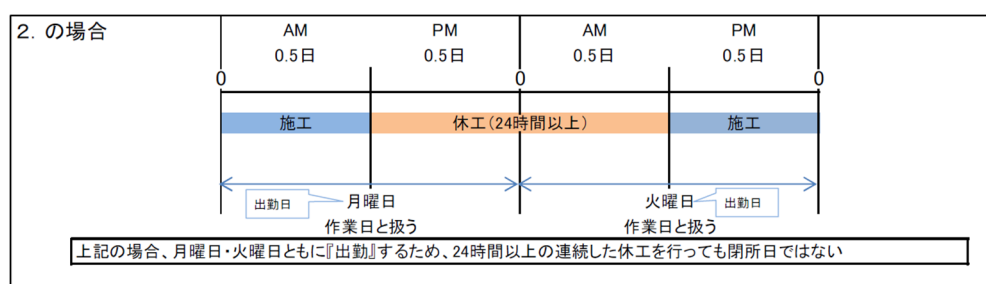 2. の場合
AM PM AM PM
0.5日 0.5日 0.5日 0.5日
0 0 0
施工 休工(24時間以上) 施工
出勤日 月曜日 火曜日 出勤日
作業日と扱う 作業日と扱う
上記の場合、月曜日・火曜日ともに『出勤』するため、24時間以上の連続した休工を行っても閉所日ではない